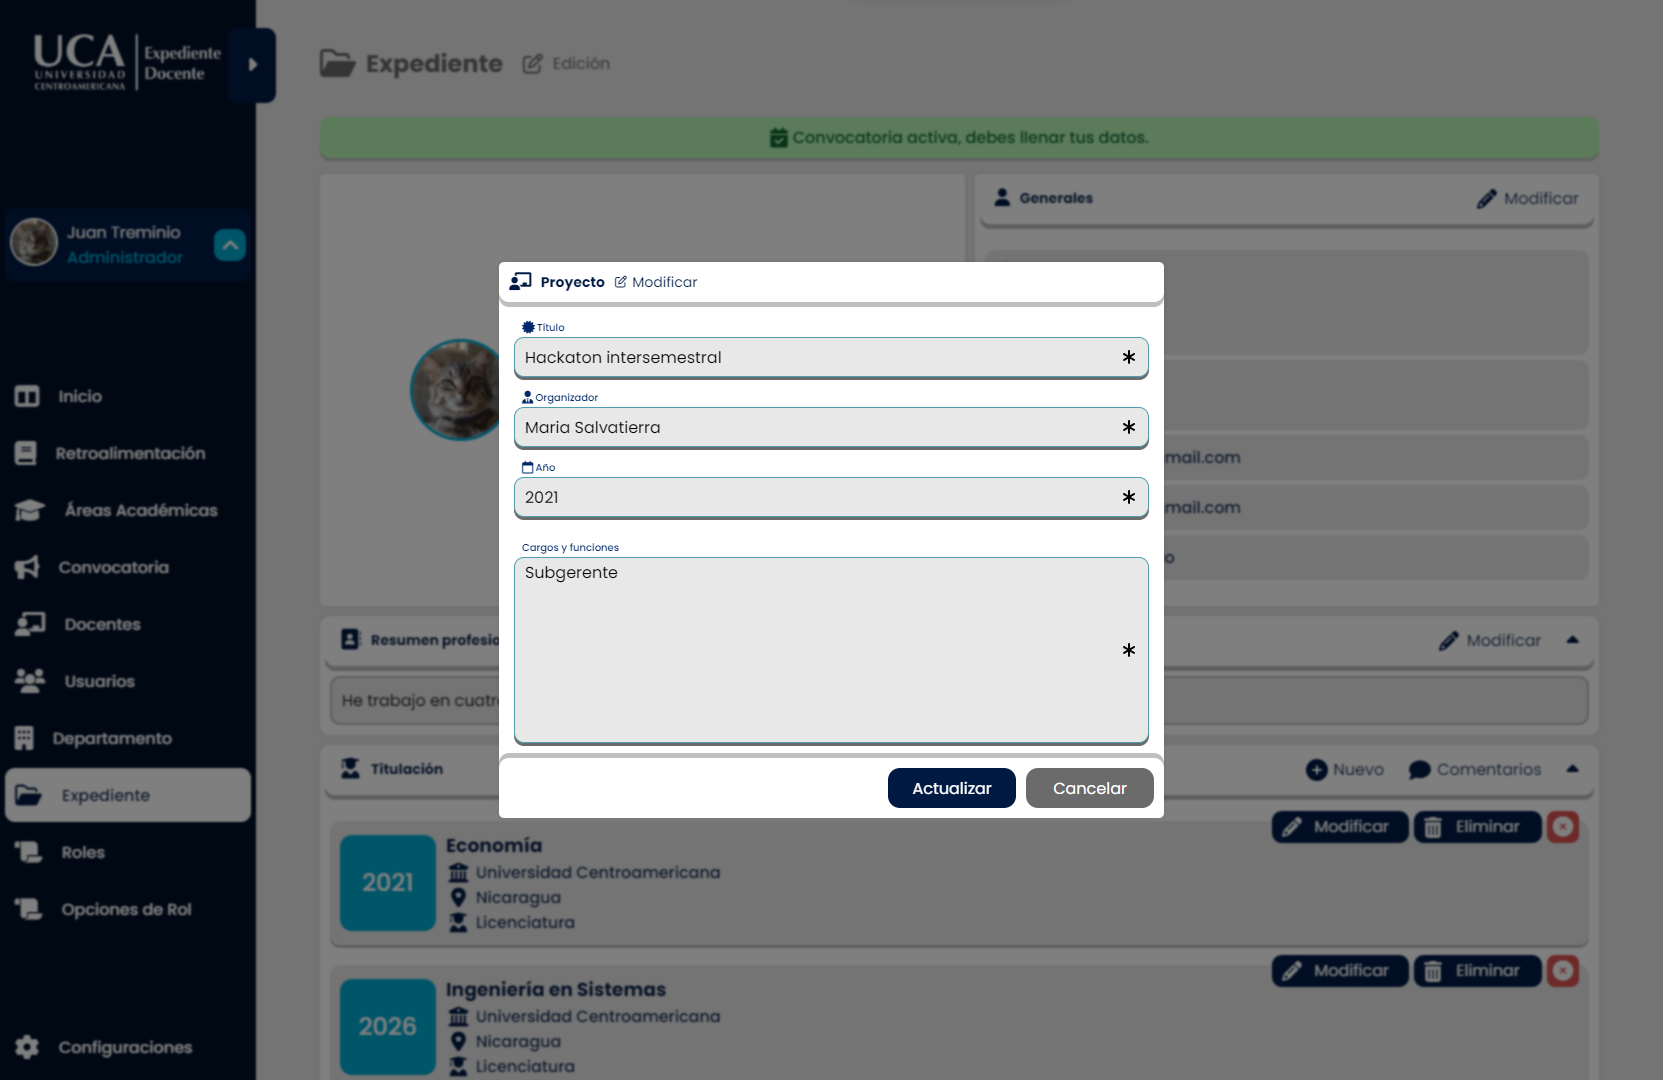 UCA
UNIVERSIDAD
CENTROAMERICANA
Expediente
Docente
Expediente
Edición
Convocatoria activa, debes llenar tus datos.
Juan Treminio
Administrador
Generales
Modificar
Proyecto
Modificar
Título
Hackaton intersemestral
Organizador
Maria Salvatierra
Año
2021
Cargos y funciones
Subgerente
Actualizar
Cancelar
Inicio
Retroalimentación
Áreas Académicas
Convocatoria
Docentes
Usuarios
Departamento
Expediente
Roles
Opciones de Rol
Configuraciones
mail.com
mail.com
o
Resumen profesio
Modificar
He trabajo en cuatr
Titulación
Nuevo
Comentarios
Modificar
Eliminar
2021
Economía
Universidad Centroamericana
Nicaragua
Licenciatura
Modificar
Eliminar
2026
Ingeniería en Sistemas
Universidad Centroamericana
Nicaragua
Licenciatura